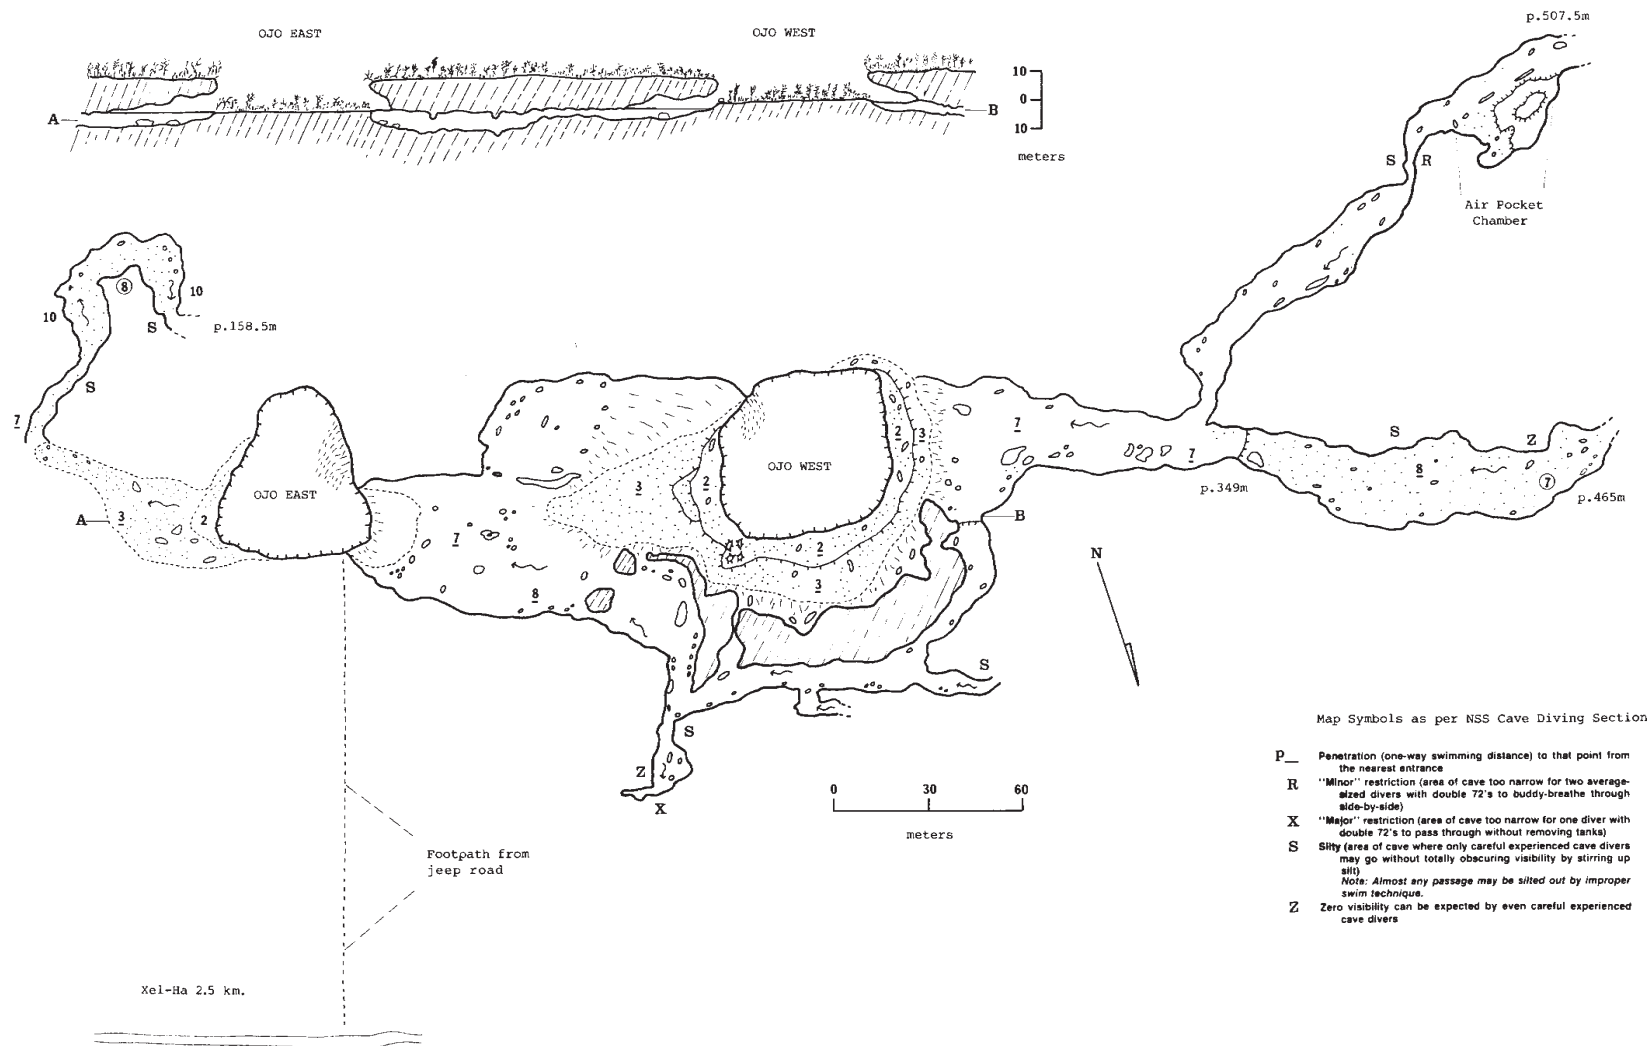 p.507.5m
OJO EAST
OJO WEST
10
0
10
A
B
meters
S
R
Air Pocket
Chamber
8
10
10
S
p.158.5m
S
7
7
2
3
S
Z
2
3
8
7
7
OJO WEST
3
2
OJO EAST
p.349m
p.465m
A
3
2
B
7
2
N
3
8
S
S
Z
X
0
30
60
meters
Map Symbols as per NSS Cave Diving Section
P_ Penetration (one-way swimming distance) to that point from
the nearest entrance
R "Minor" restriction (area of cave too narrow for two average-
sized divers with double 72's to buddy-breathe through
side-by-side)
X "Major" restriction (area of cave too narrow for one diver with
double 72's to pass through without removing tanks)
S Silty (area of cave where only careful experienced cave divers
may go without totally obscuring visibility by stirring up
silt)
Note: Almost any passage may be silted out by improper
swim technique.
Z Zero visibility can be expected by even careful experienced
cave divers
Footpath from
jeep road
Xel-Ha 2.5 km.